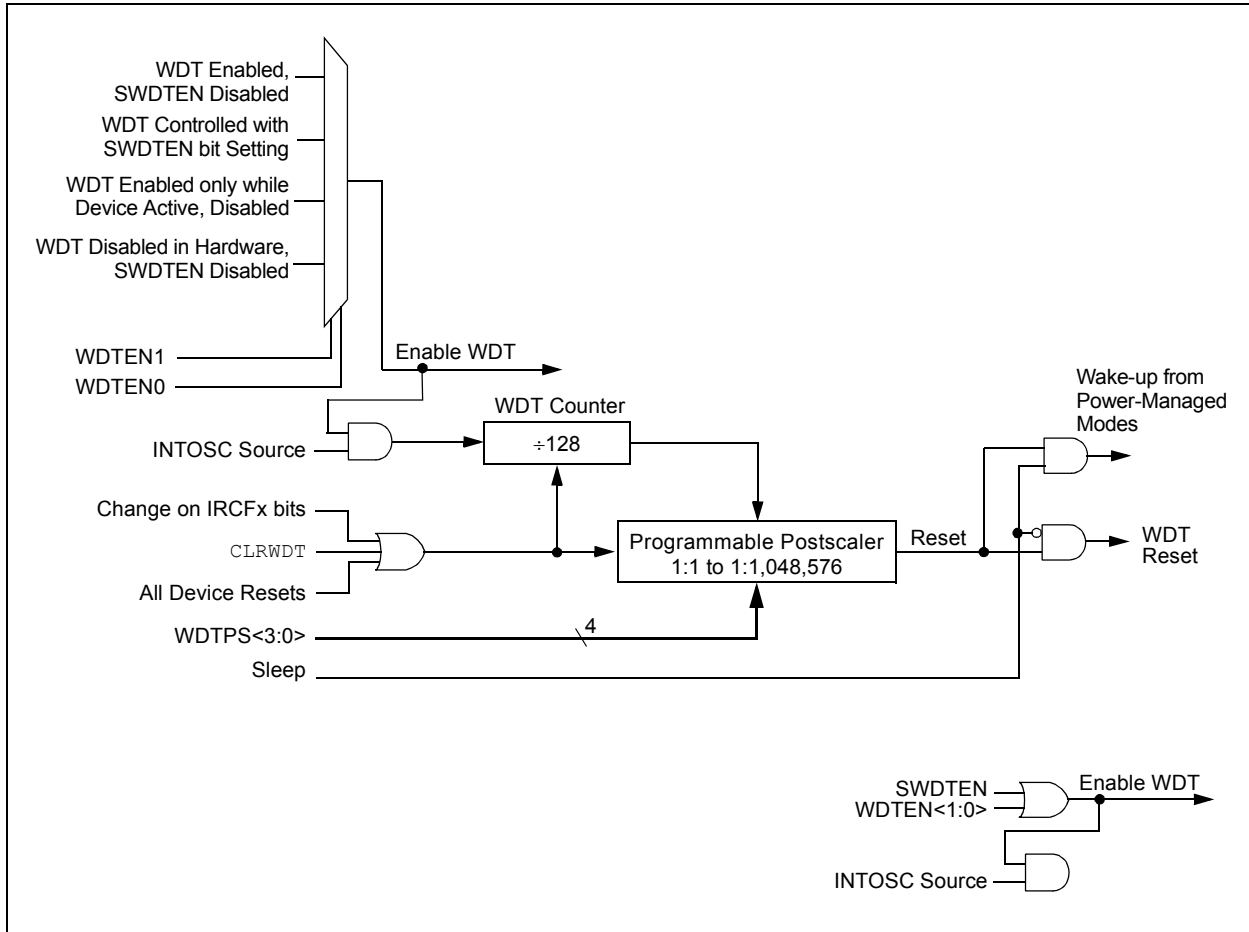 WDT Enabled,
SWDTEN Disabled
WDT Controlled with
SWDTEN bit Setting
WDT Enabled only while
Device Active, Disabled
WDT Disabled in Hardware,
SWDTEN Disabled
WDTEN1
WDTEN0
Enable WDT
WDT Counter
÷128
INTOSC Source
Wake-up from
Power-Managed
Modes
Change on IRCFx bits
CLRWDT
All Device Resets
Programmable Postscaler
1:1 to 1:1,048,576
Reset
WDT
Reset
WDTPS<3:0>
4
Sleep
SWDTEN
WDTEN<1:0>
Enable WDT
INTOSC Source